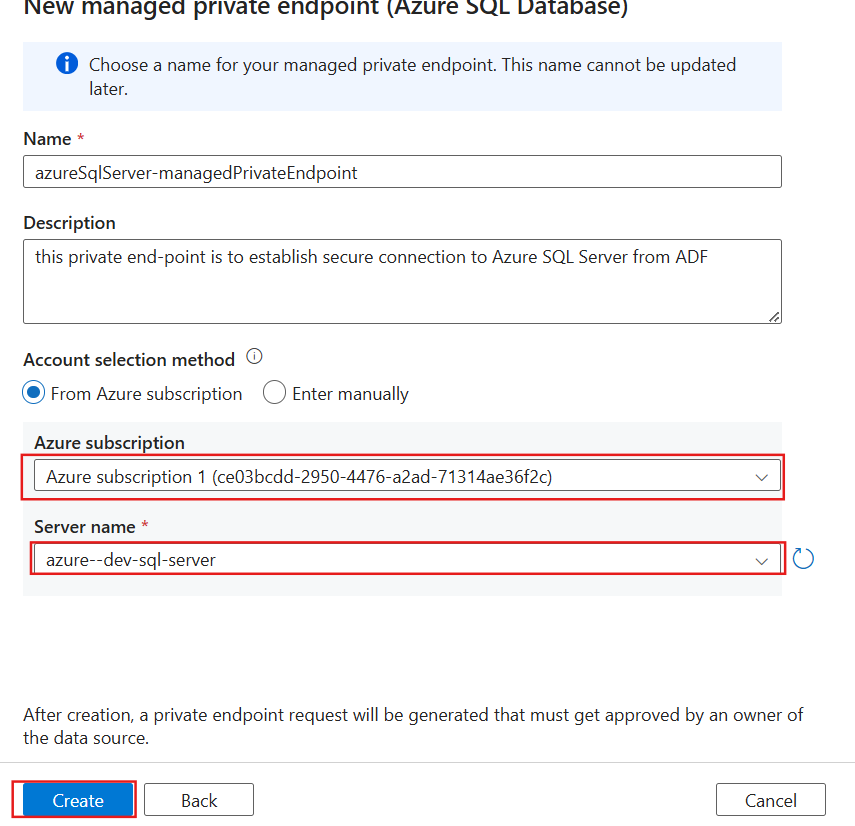 New managed private endpoint (Azure SQL Database)
Choose a name for your managed private endpoint. This name cannot be updated
later.
Name *
azureSqlServer-managedPrivateEndpoint
Description
this private end-point is to establish secure connection to Azure SQL Server from ADF
Account selection method
From Azure subscription Enter manually
Azure subscription
Azure subscription 1 (ce03bcdd-2950-4476-a2ad-71314ae36f2c)
Server name *
azure--dev-sql-server
After creation, a private endpoint request will be generated that must get approved by an owner of
the data source.
Create Back Cancel